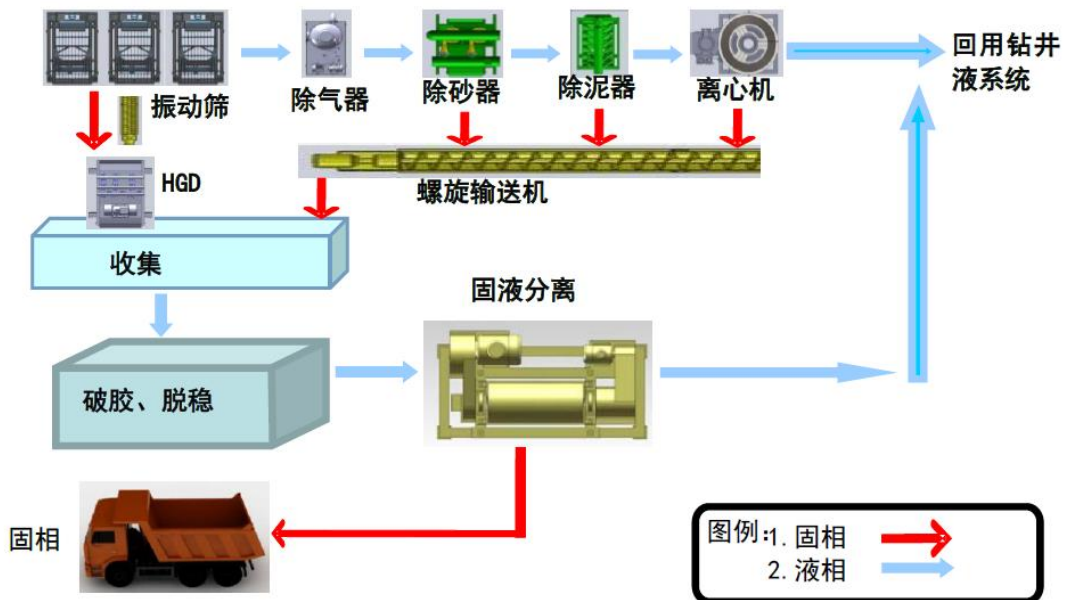 振动筛
除气器
除砂器
除泥器
离心机
回用钻井
液系统
HGD
螺旋输送机
收集
固液分离
破胶、脱稳
固相
图例:1. 固相
2. 液相